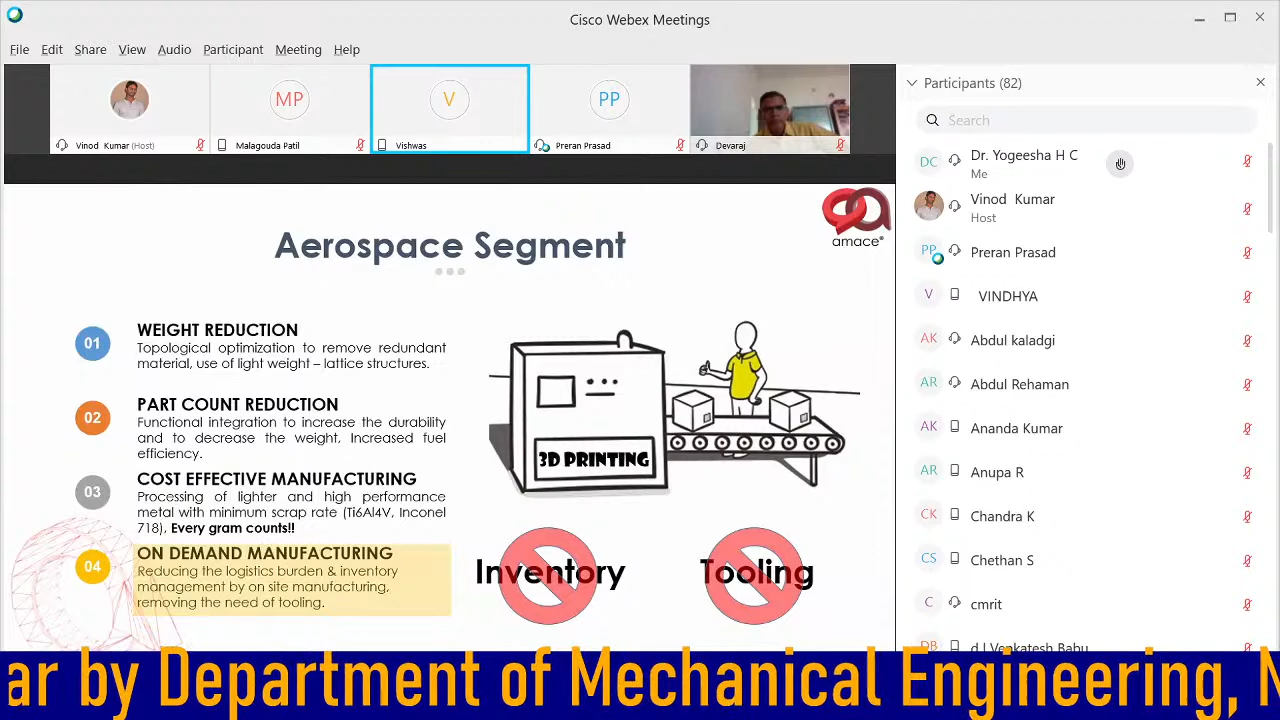 Cisco Webex Meetings
File Edit Share View Audio Participant Meeting Help
MP V PP
Vinod Kumar (Host) Malagouda Patil Vishwas Preran Prasad Devaraj
amace®
Aerospace Segment
01 WEIGHT REDUCTION
Topological optimization to remove redundant
material, use of light weight – lattice structures.
02 PART COUNT REDUCTION
Functional integration to increase the durability
and to decrease the weight. Increased fuel
efficiency.
03 COST EFFECTIVE MANUFACTURING
Processing of lighter and high performance
metal with minimum scrap rate (Ti6Al4V, Inconel
718). Every gram counts!!
04 ON DEMAND MANUFACTURING
Reducing the logistics burden & inventory
management by on site manufacturing,
removing the need of tooling.
3D PRINTING
Inventory Tooling
Participants (82)
Search
DC Dr. Yogeesha H C
Me
Vinod Kumar
Host
PP Preran Prasad
V VINDHYA
AK Abdul kaladgi
AR Abdul Rehaman
AK Ananda Kumar
AR Anupa R
CK Chandra K
CS Chethan S
C cmrit
DB d J Venkatesh Babu
ar by Department of Mechanical Engineering, N